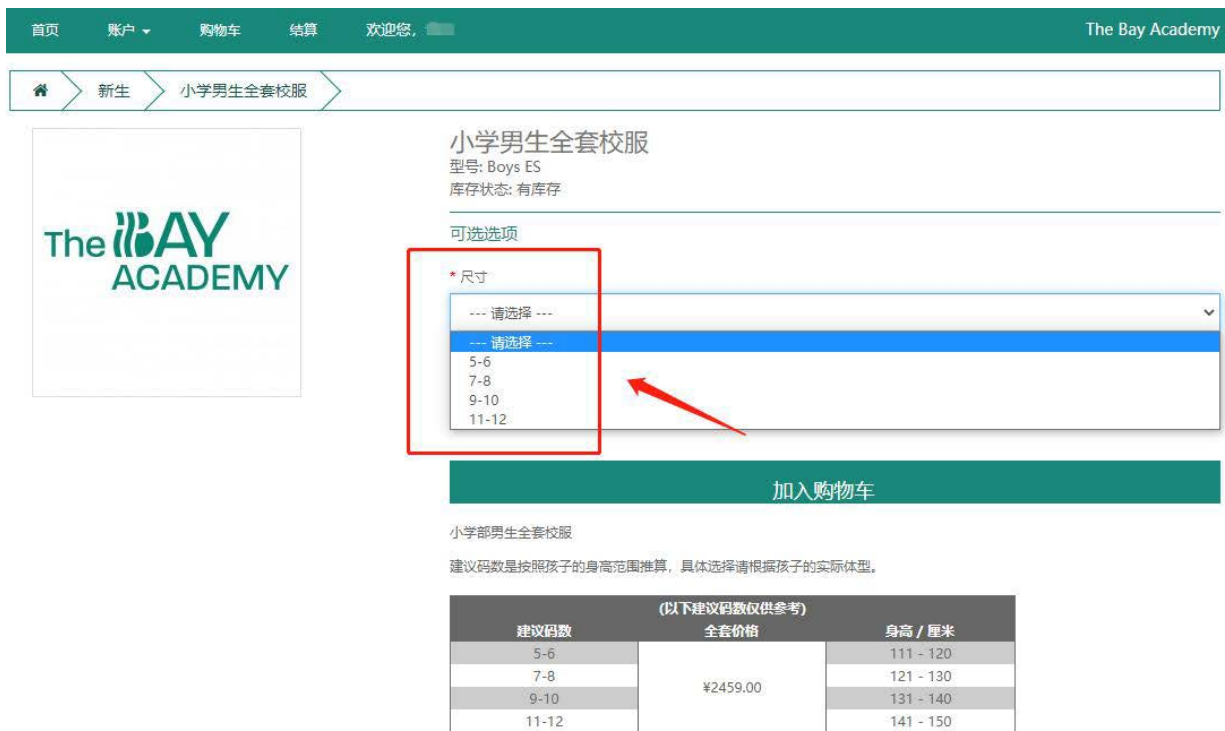 首页 账户 购物车 结算 欢迎您, The Bay Academy
新生 小学男生全套校服
The BAY
ACADEMY
小学男生全套校服
型号: Boys ES
库存状态: 有库存
可选选项
* 尺寸
--- 请选择 ---
--- 请选择 ---
5-6
7-8
9-10
11-12
加入购物车
小学部男生全套校服
建议码数是按照孩子的身高范围推算，具体选择请根据孩子的实际体型。
(以下建议码数仅供参考)
建议码数 全套价格 身高 / 厘米
5-6 111 - 120
7-8 121 - 130
¥2459.00
9-10 131 - 140
11-12 141 - 150